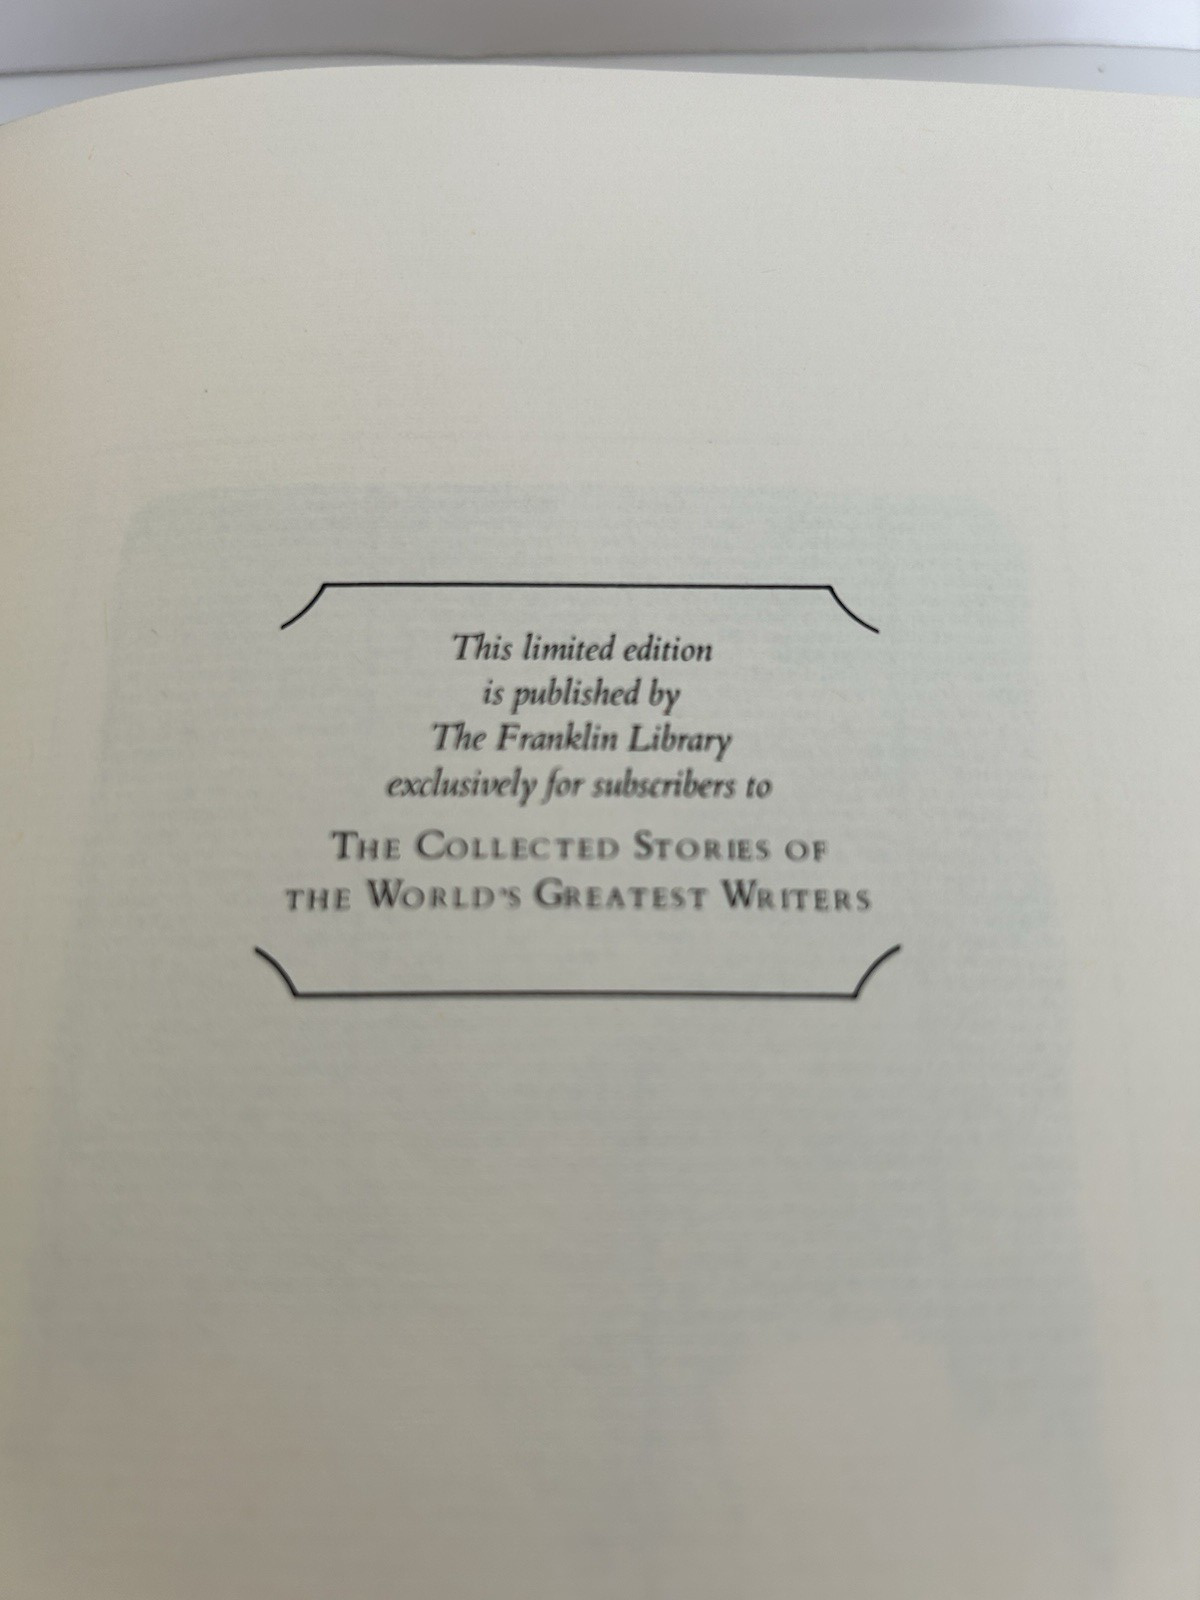 This limited edition
is published by
The Franklin Library
exclusively for subscribers to
THE COLLECTED STORIES OF
THE WORLD'S GREATEST WRITERS